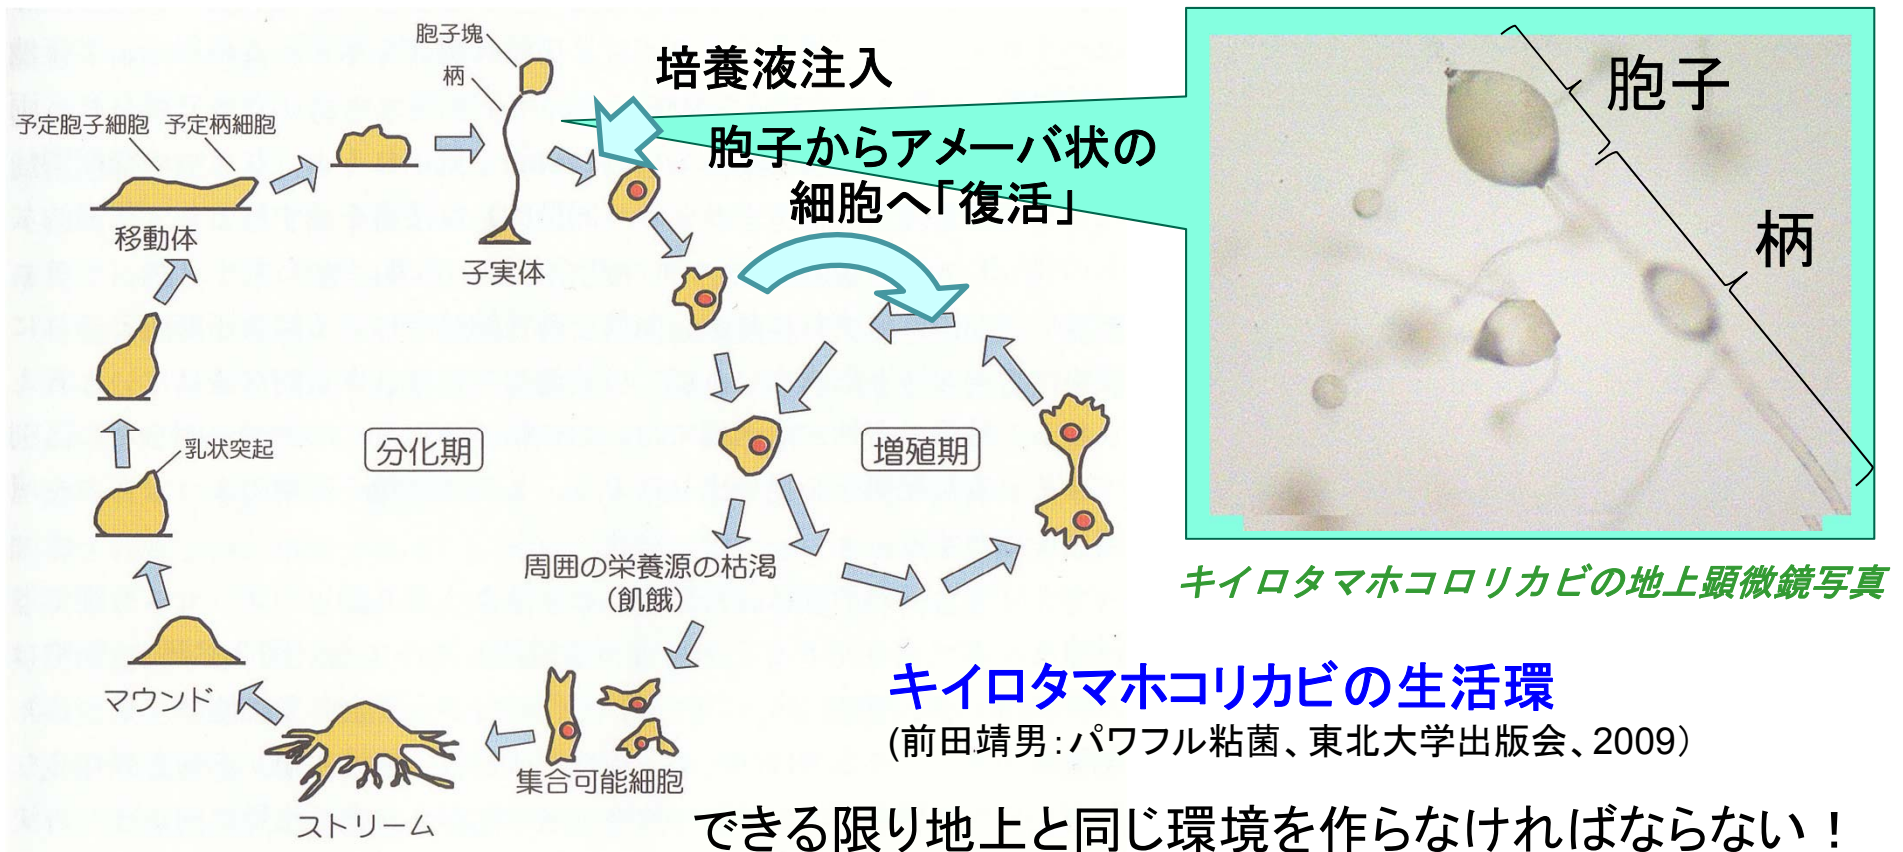 胞子塊
柄
予定胞子細胞 予定柄細胞
移動体
子実体
培養液注入
胞子からアメーバ状の
細胞へ「復活」
胞子
柄
乳状突起
分化期
増殖期
周囲の栄養源の枯渇
(飢餓)
マウンド
ストリーム
集合可能細胞
キイロタマホコロリカビの地上顕微鏡写真
キイロタマホコリカビの生活環
(前田靖男：パワフル粘菌、東北大学出版会、2009)
できる限り地上と同じ環境を作らなければならない！